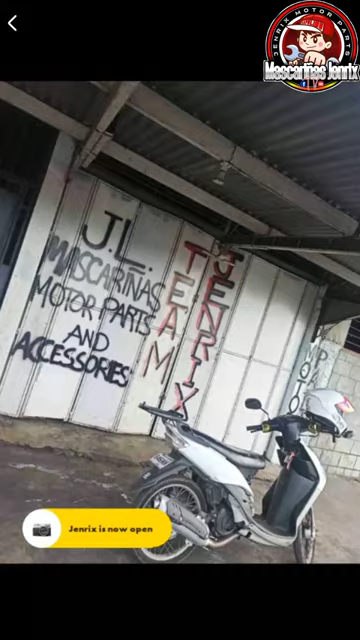 JENRIX MOTOR PARTS
Mascariñas Jenrix
J.L.
MASCARIÑAS
MOTOR PARTS
AND
ACCESSORIES
TEAM
JENRIX
MOTO
Jenrix is now open